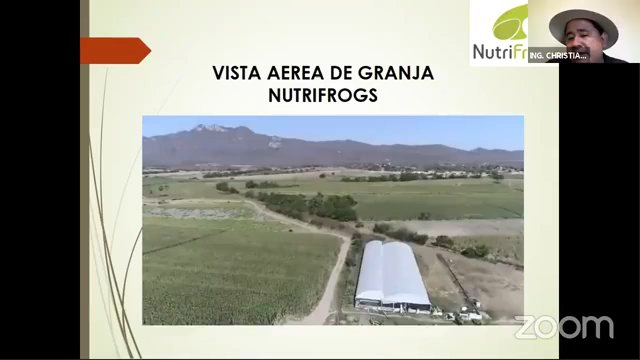 VISTA AEREA DE GRANJA
NUTRIFROGS
NutriFr
ING. CHRISTIA...
zoom